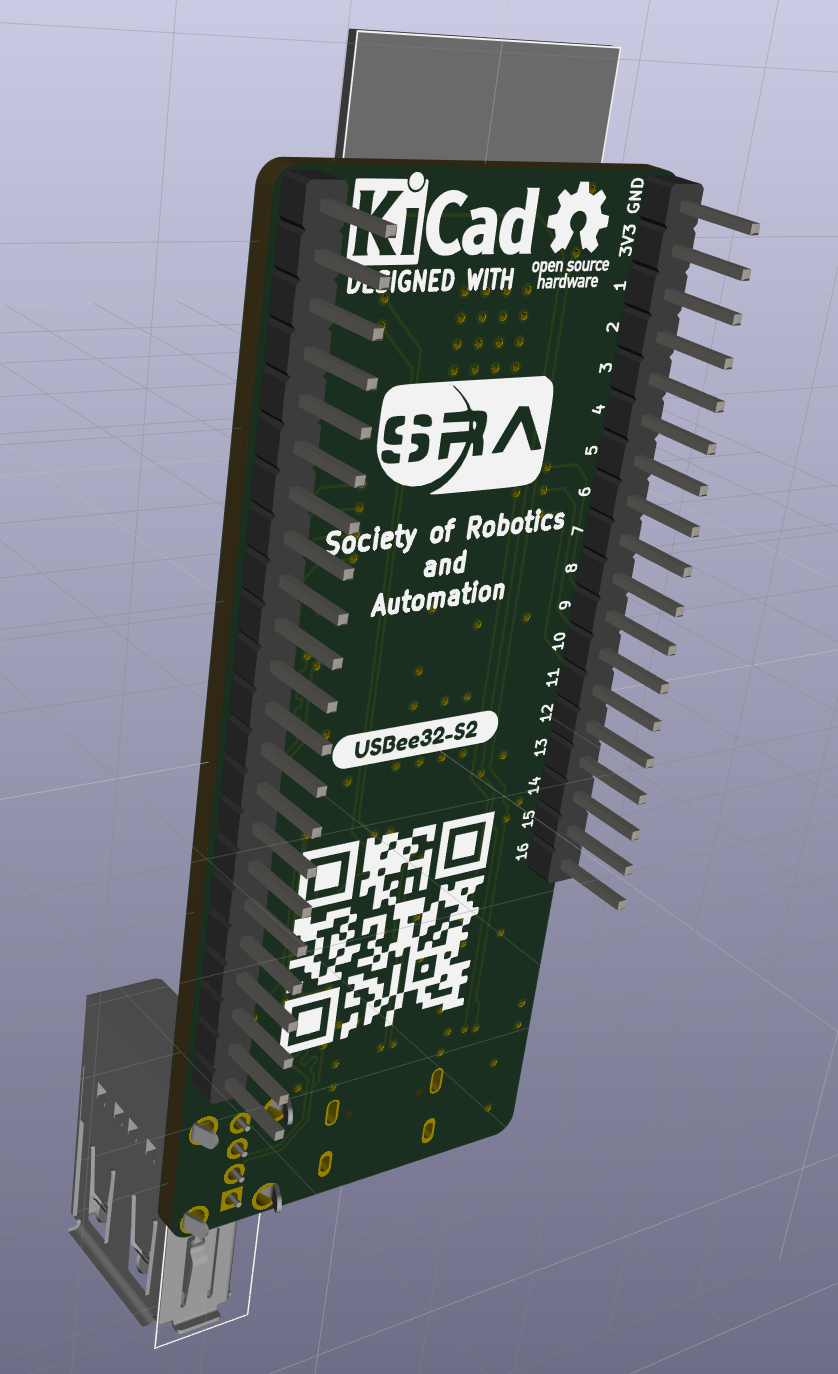 KiCad
DESIGNED WITH
open source
hardware
GND
3V3
1
2
3
4
5
6
7
8
9
10
11
12
13
14
15
16
SRA
Society of Robotics
and
Automation
USBee32-S2